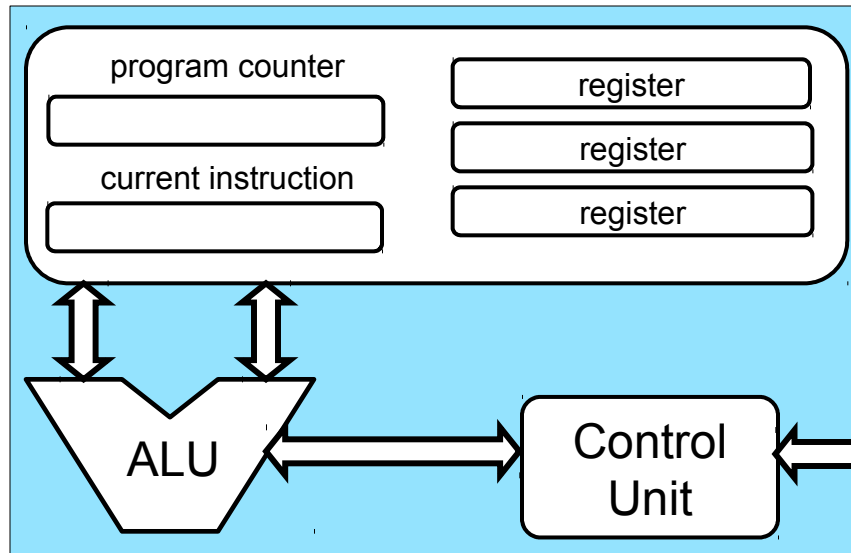 program counter
register
register
current instruction
register
ALU
Control
Unit